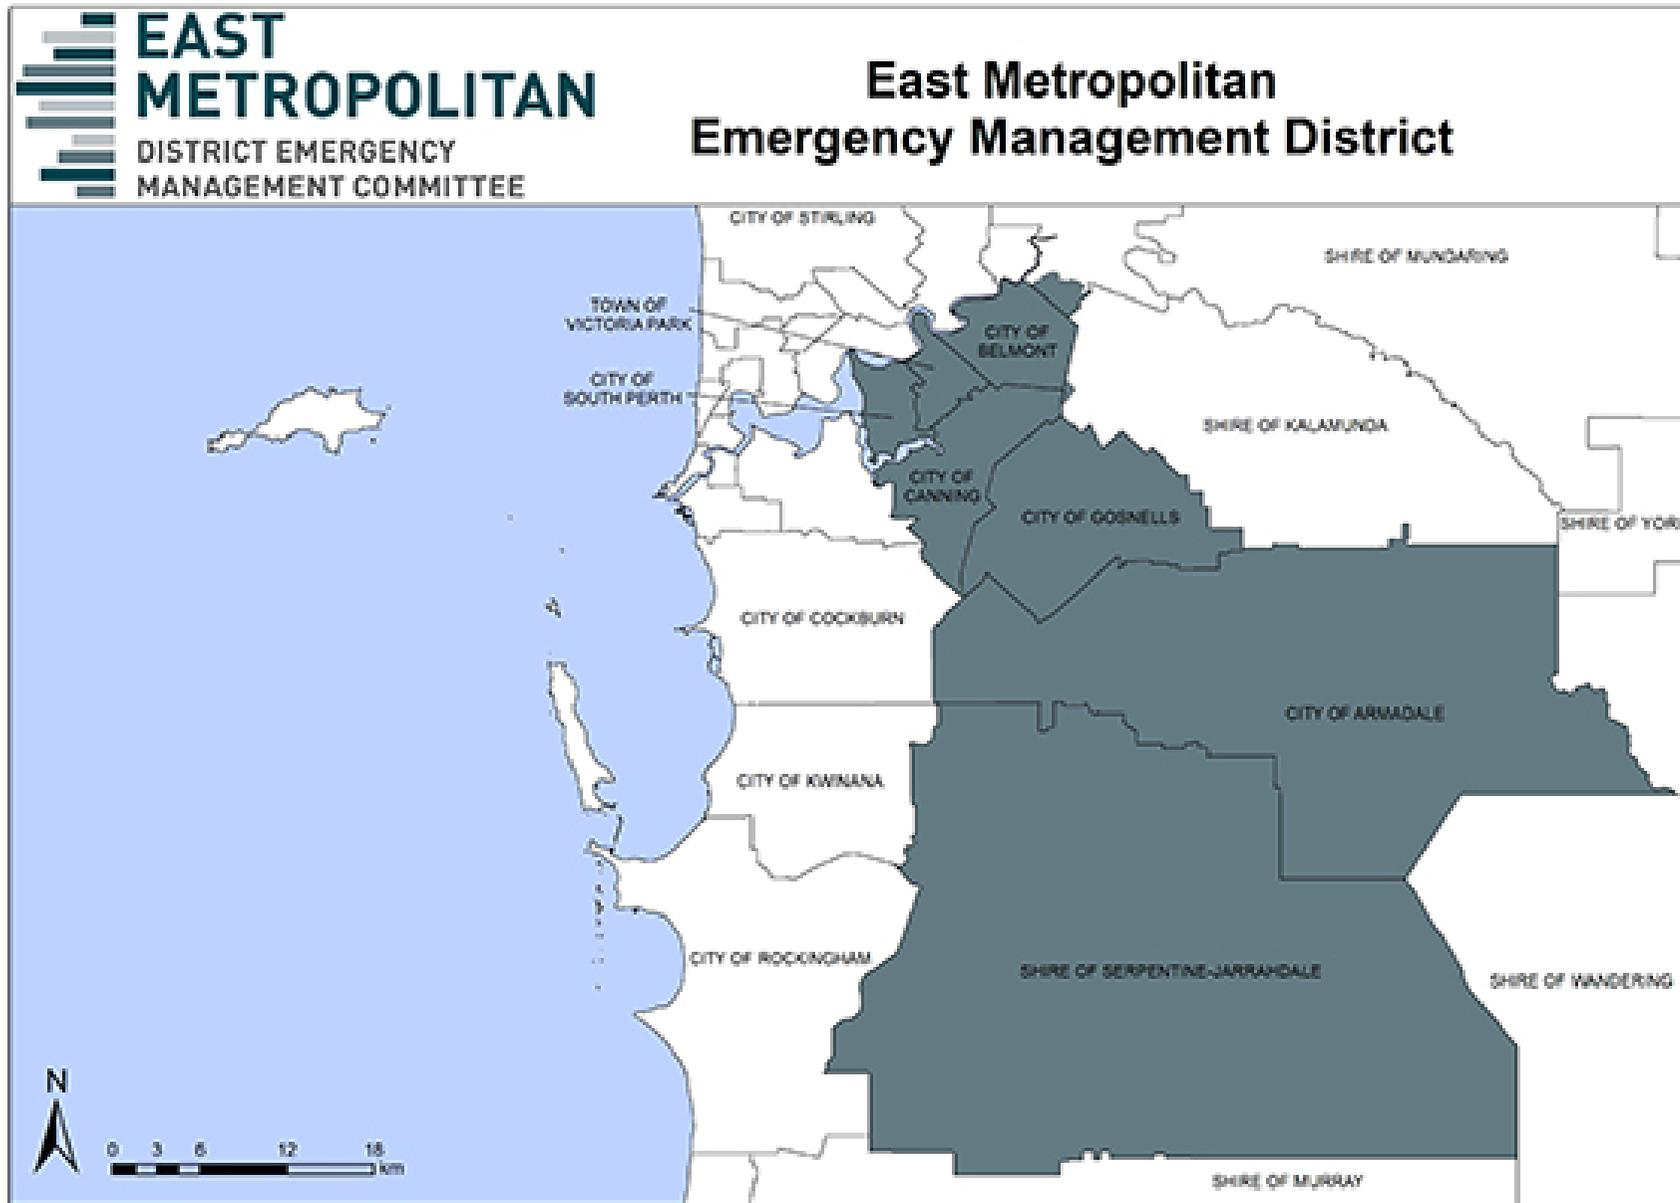 EAST
METROPOLITAN
DISTRICT EMERGENCY
MANAGEMENT COMMITTEE
East Metropolitan
Emergency Management District
CITY OF STIRLING
SHIRE OF MUNDARING
TOWN OF
VICTORIA PARK
CITY OF
BELMONT
CITY OF
SOUTH PERTH
SHIRE OF KALAMUNDA
CITY OF
CANNING
CITY OF GOSNELLS
SHIRE OF YOR
CITY OF COCKBURN
CITY OF ARMADALE
CITY OF KWINANA
CITY OF ROCKINGHAM
SHIRE OF SERPENTINE-JARRAHDALE
SHIRE OF WANDERING
N
0 3 6 12 18
km
SHIRE OF MURRAY